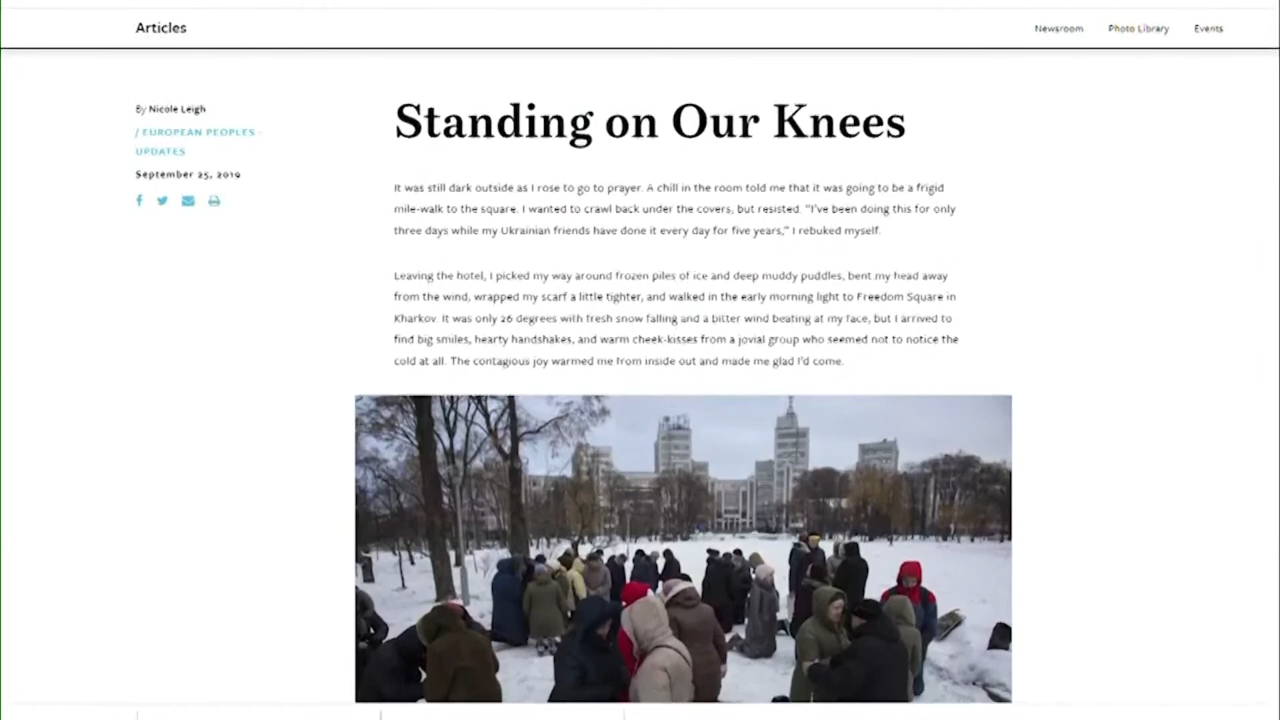 Articles
Newsroom Photo Library Events
By Nicole Leigh
/ EUROPEAN PEOPLES -
UPDATES
September 25, 2019
Standing on Our Knees
It was still dark outside as I rose to go to prayer. A chill in the room told me that it was going to be a frigid
mile-walk to the square. I wanted to crawl back under the covers, but resisted. “I’ve been doing this for only
three days while my Ukrainian friends have done it every day for five years,” I rebuked myself.
Leaving the hotel, I picked my way around frozen piles of ice and deep muddy puddles, bent my head away
from the wind, wrapped my scarf a little tighter, and walked in the early morning light to Freedom Square in
Kharkov. It was only 26 degrees with fresh snow falling and a bitter wind beating at my face, but I arrived to
find big smiles, hearty handshakes, and warm cheek-kisses from a jovial group who seemed not to notice the
cold at all. The contagious joy warmed me from inside out and made me glad I’d come.